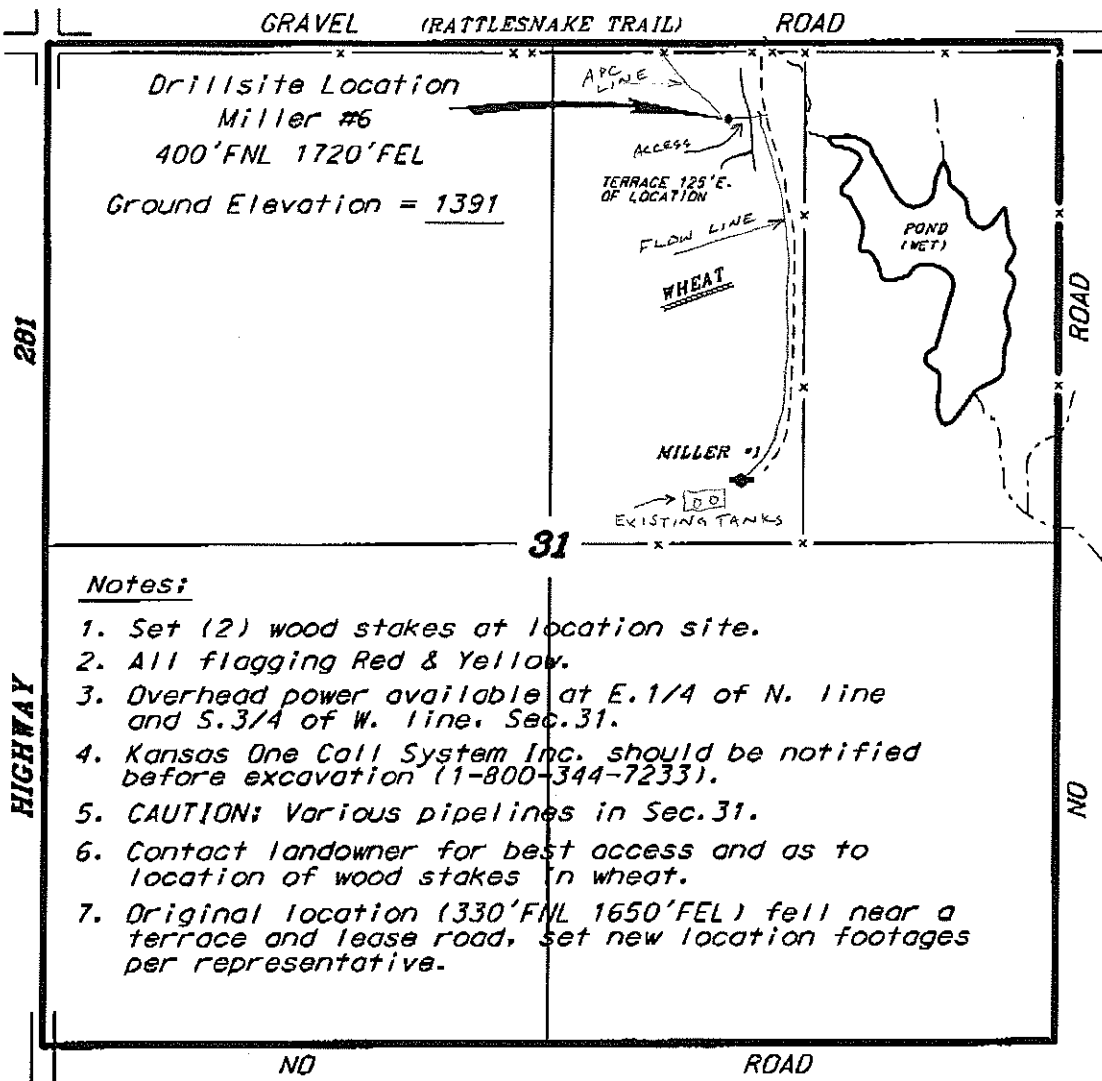 GRAVEL (RATTLESNAKE TRAIL) ROAD
Drillsite Location
Miller #6
400'FNL 1720'FEL
Ground Elevation = 1391
APC
LINE
ACCESS
TERRACE 125'E.
OF LOCATION
FLOW LINE
WHEAT
POND
(WET)
ROAD
281
MILLER #1
EXISTING TANKS
31
Notes:
1. Set (2) wood stakes at location site.
2. All flagging Red & Yellow.
3. Overhead power available at E.1/4 of N. line
and S.3/4 of W. line. Sec.31.
4. Kansas One Call System Inc. should be notified
before excavation (1-800-344-7233).
5. CAUTION: Various pipelines in Sec.31.
6. Contact landowner for best access and as to
location of wood stakes in wheat.
7. Original location (330'FNL 1650'FEL) fell near a
terrace and lease road, set new location footages
per representative.
HIGHWAY
NO
NO ROAD